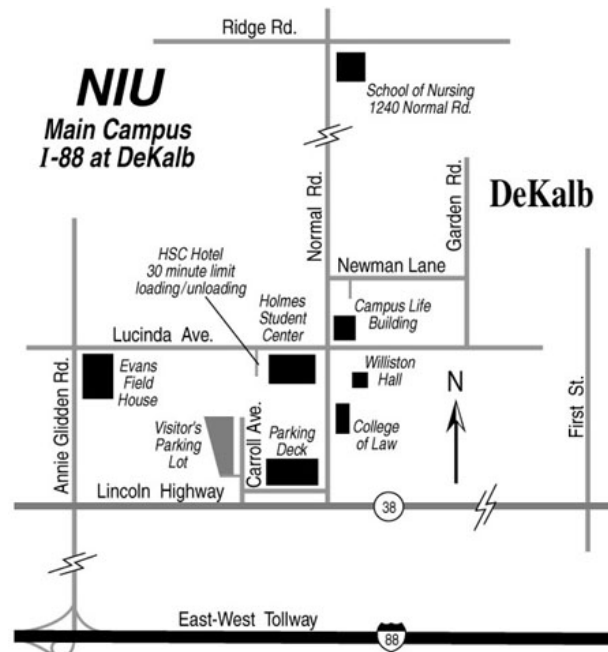 Ridge Rd.
NIU
Main Campus
I-88 at DeKalb
School of Nursing
1240 Normal Rd.
Normal Rd.
Garden Rd.
DeKalb
HSC Hotel
30 minute limit
loading/unloading
Newman Lane
Holmes
Student
Center
Campus Life
Building
Lucinda Ave.
Evans
Field
House
Williston
Hall
N
Annie Glidden Rd.
Visitor's
Parking
Lot
Carroll Ave.
Parking
Deck
College
of Law
First St.
Lincoln Highway
38
East-West Tollway
88